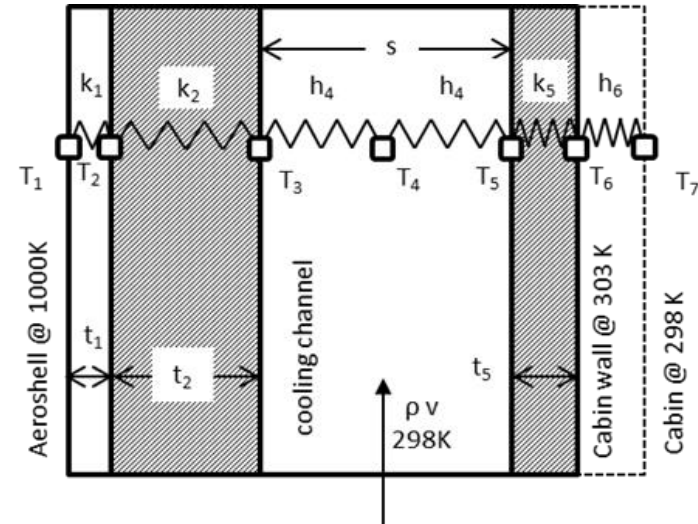 s
k₁
k₂
h₄
h₄
k₅
h₆
T₁
T₂
T₃
T₄
T₅
T₆
T₇
Aeroshell @ 1000K
t₁
t₂
cooling channel
ρ v
298K
t₅
Cabin wall @ 303 K
Cabin @ 298 K